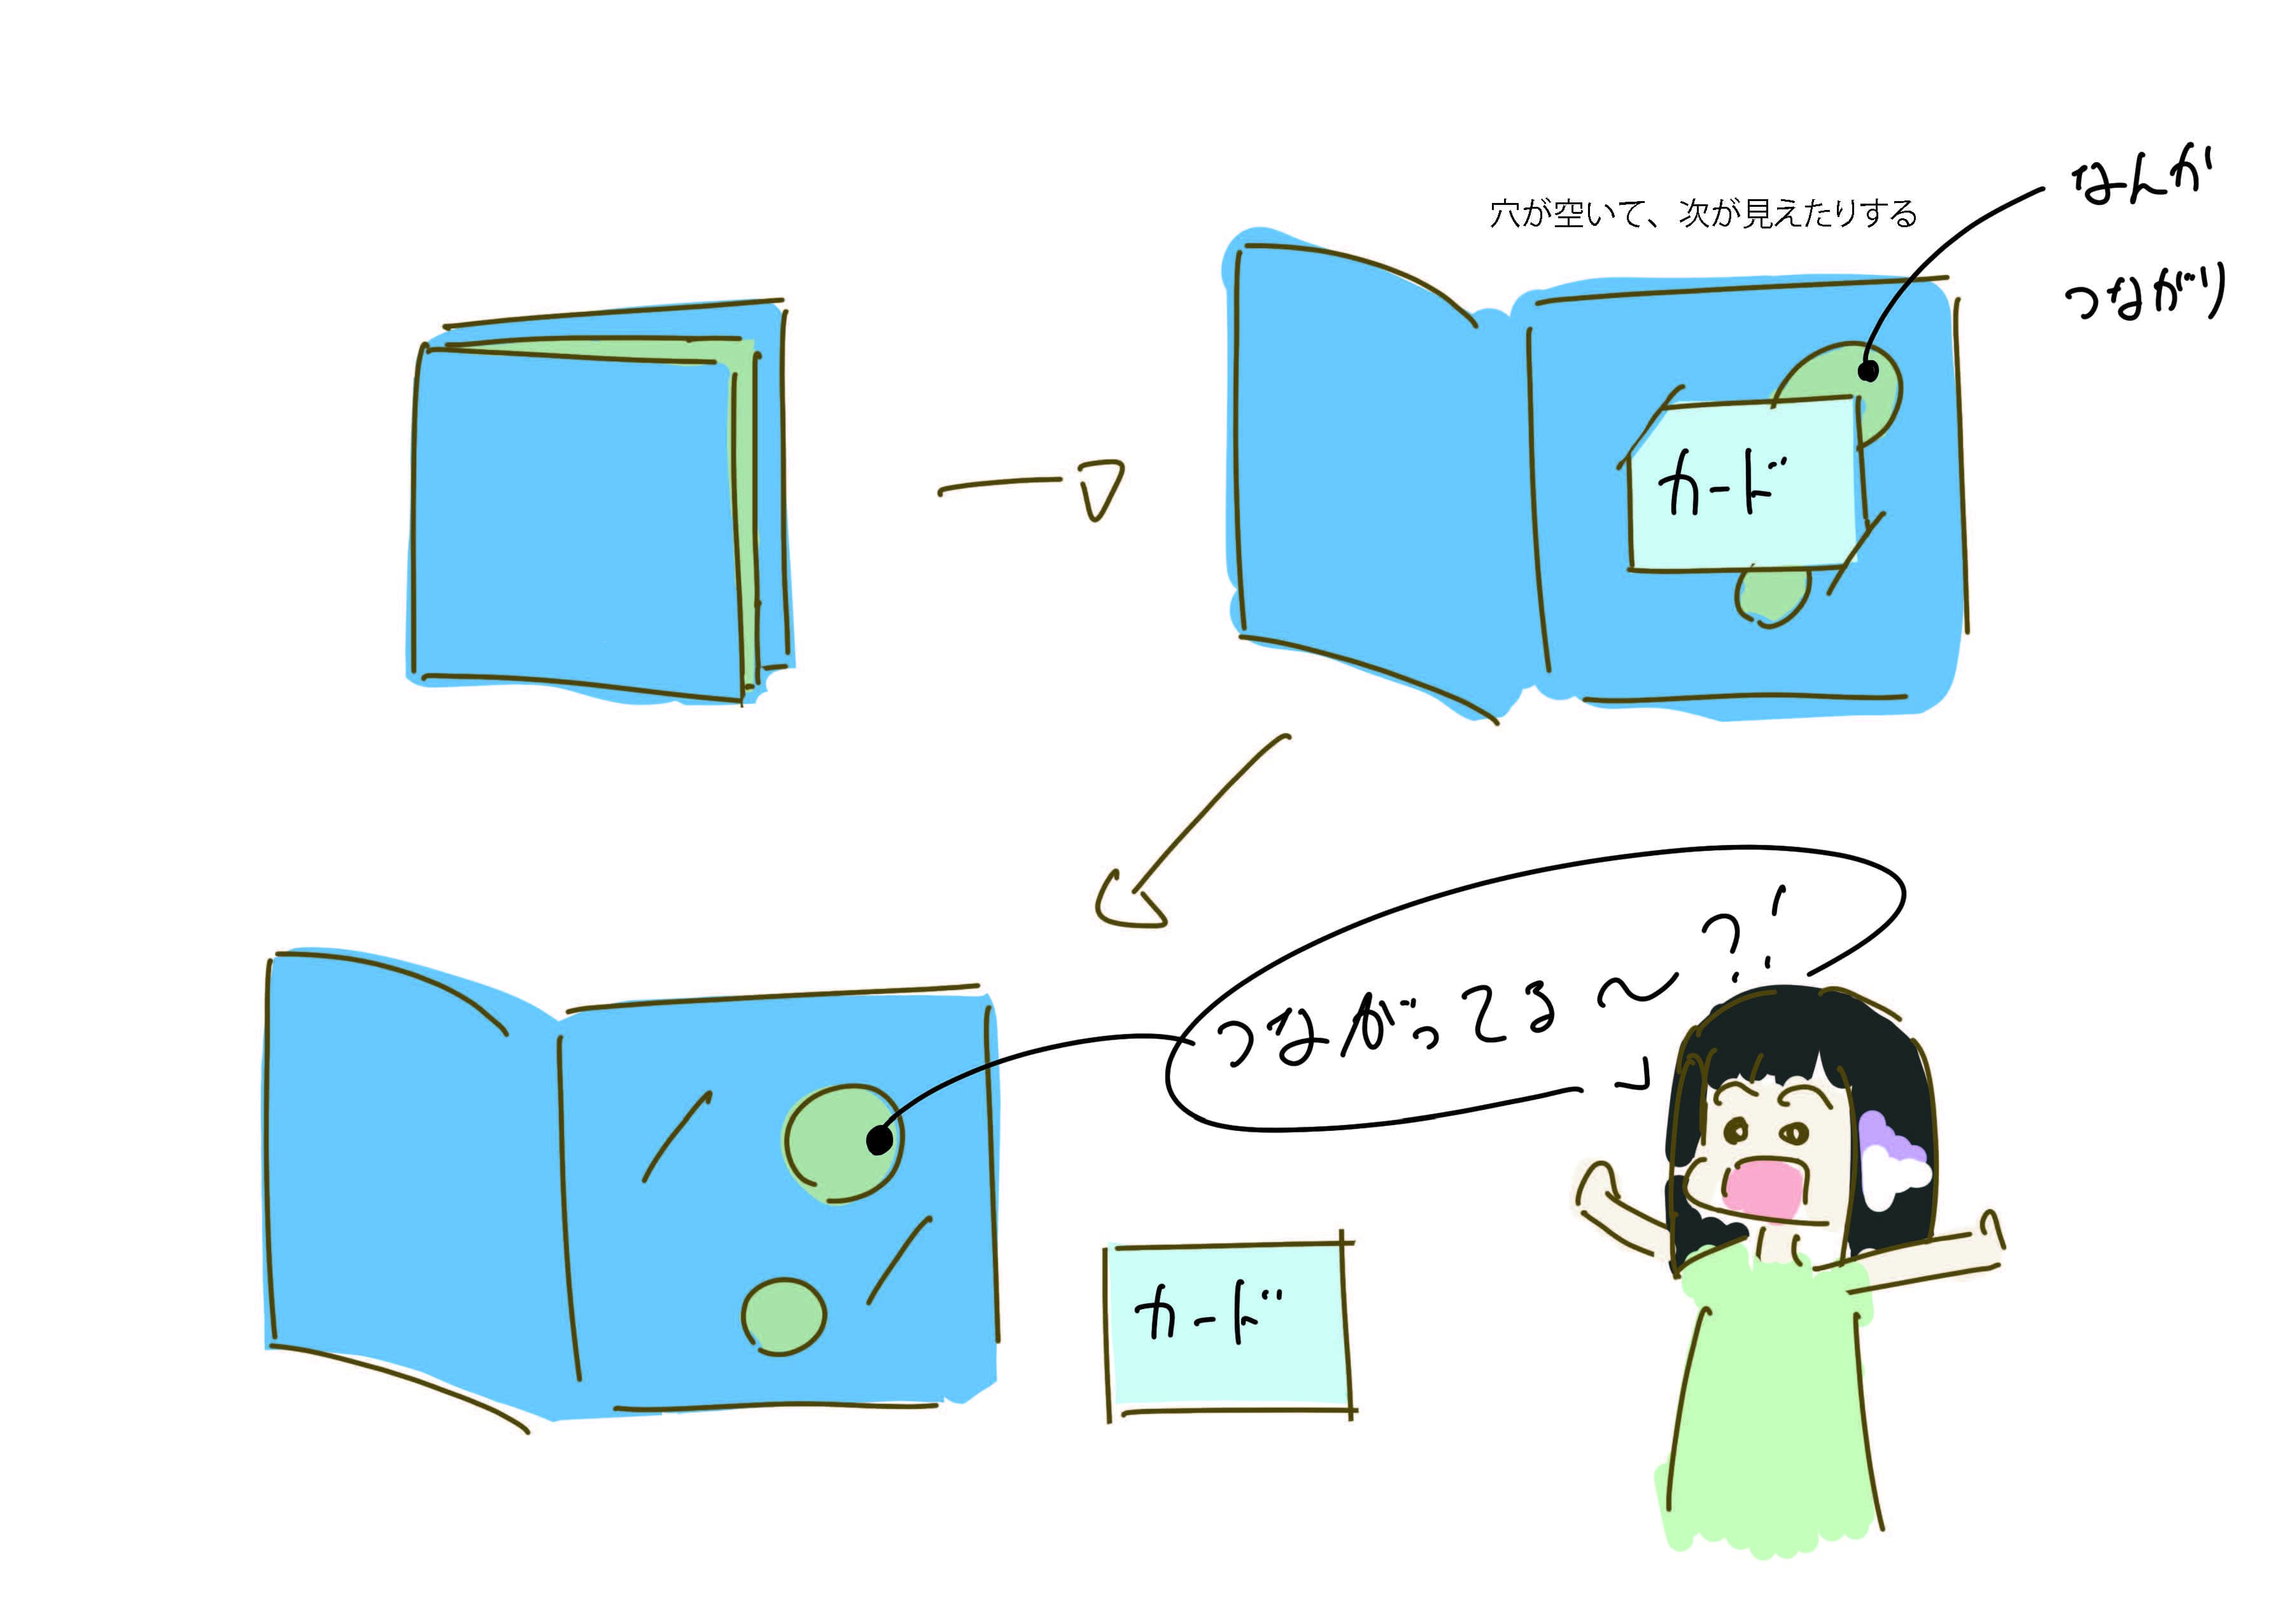 穴が空いて、次が見えたりする
なんか
つながり
カード
つながってる〜?!
カード